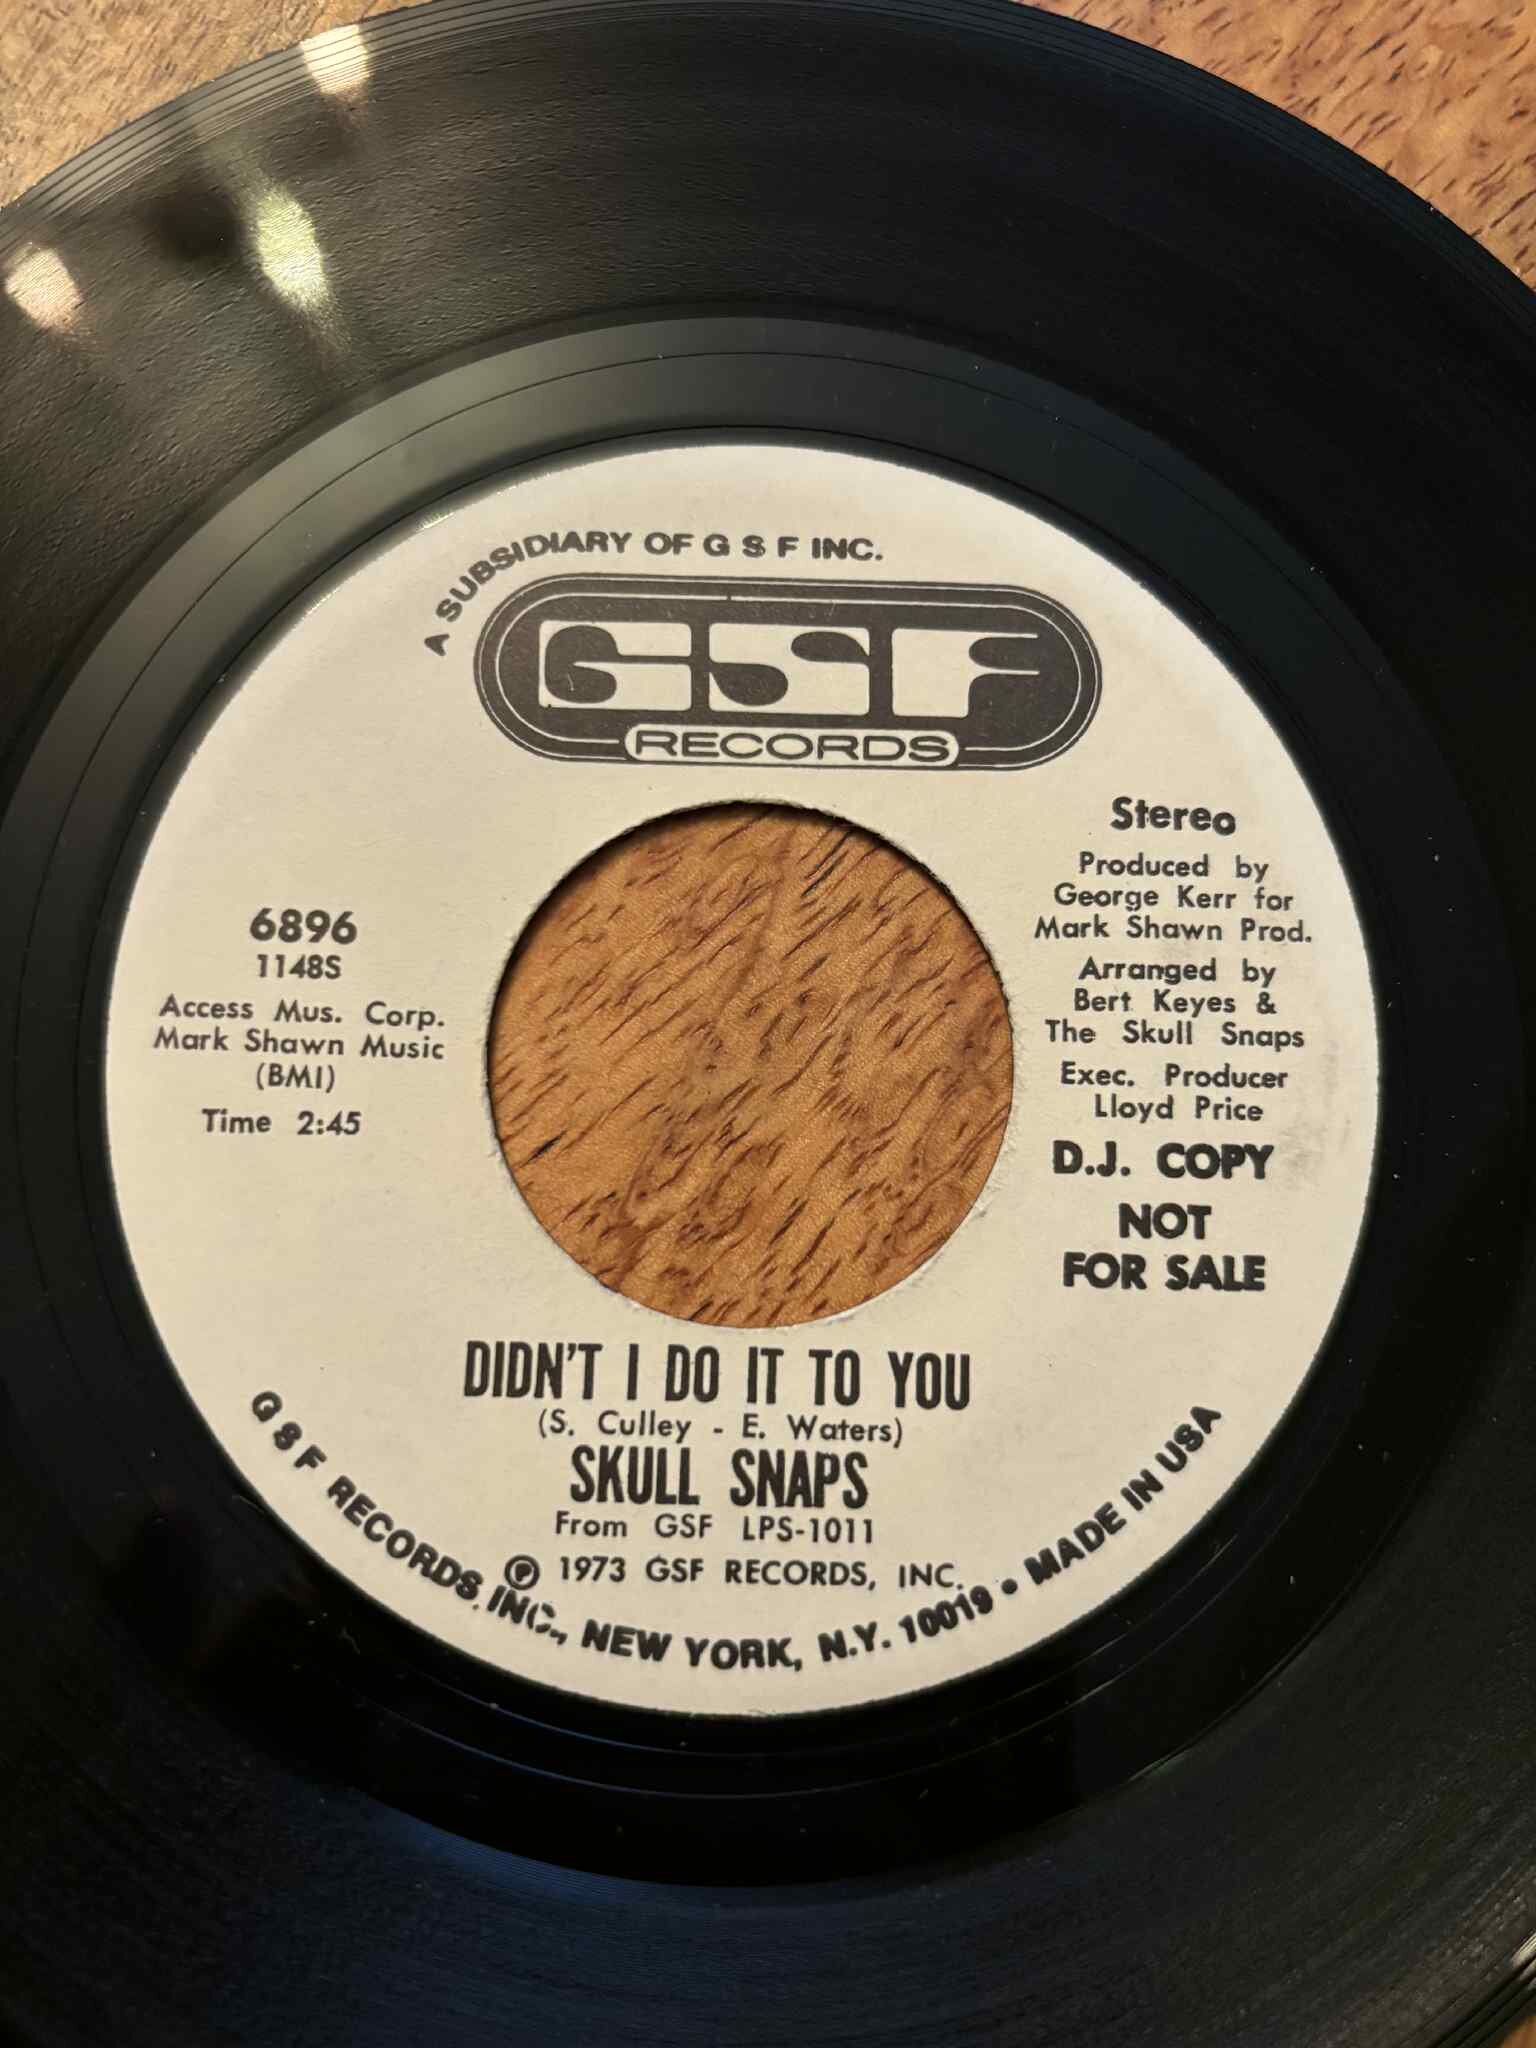 A SUBSIDIARY OF G S F INC.
GSF
RECORDS
Stereo
Produced by
George Kerr for
Mark Shawn Prod.
Arranged by
Bert Keyes &
The Skull Snaps
Exec. Producer
Lloyd Price
D.J. COPY
NOT
FOR SALE
6896
1148S
Access Mus. Corp.
Mark Shawn Music
(BMI)
Time 2:45
DIDN'T I DO IT TO YOU
(S. Culley - E. Waters)
SKULL SNAPS
From GSF LPS-1011
℗ 1973 GSF RECORDS, INC.
G S F RECORDS, INC., NEW YORK, N.Y. 10019 • MADE IN USA